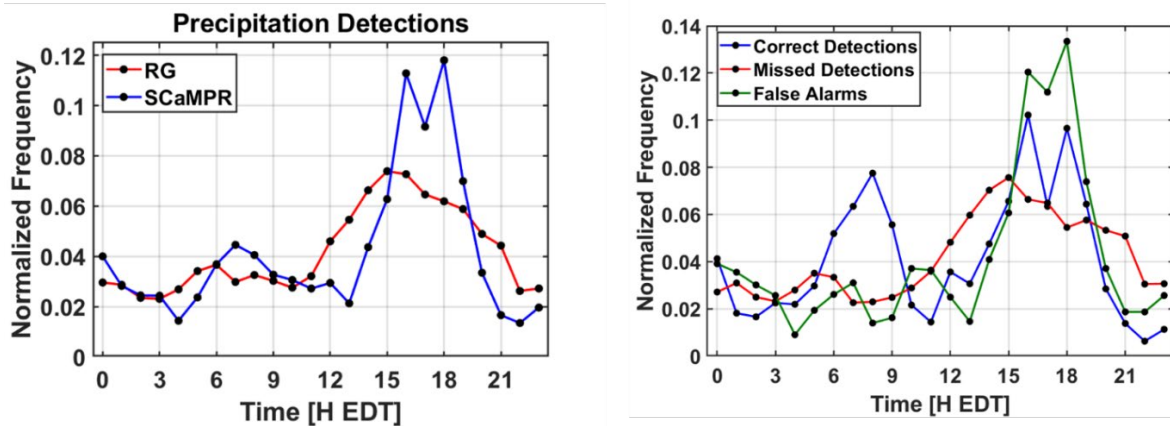 Precipitation Detections
RG
SCaMPR
Normalized Frequency
0.12
0.1
0.08
0.06
0.04
0.02
0
0 3 6 9 12 15 18 21
Time [H EDT]
Correct Detections
Missed Detections
False Alarms
Normalized Frequency
0.14
0.12
0.1
0.08
0.06
0.04
0.02
0
0 3 6 9 12 15 18 21
Time [H EDT]